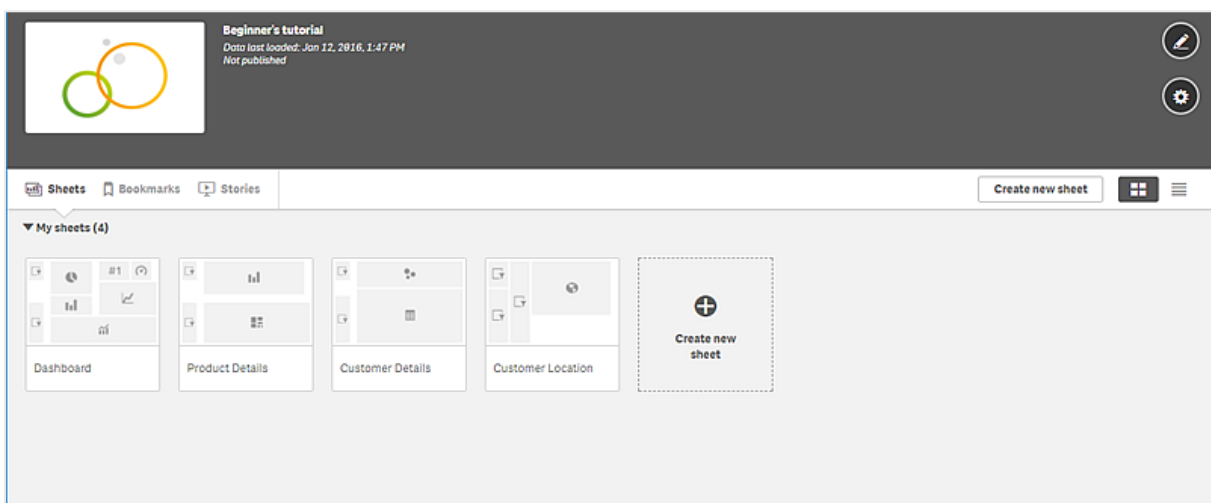 Beginner's tutorial
Data last loaded: Jan 12, 2016, 1:47 PM
Not published
Sheets Bookmarks Stories Create new sheet
My sheets (4)
#1
Dashboard Product Details Customer Details Customer Location
Create new
sheet